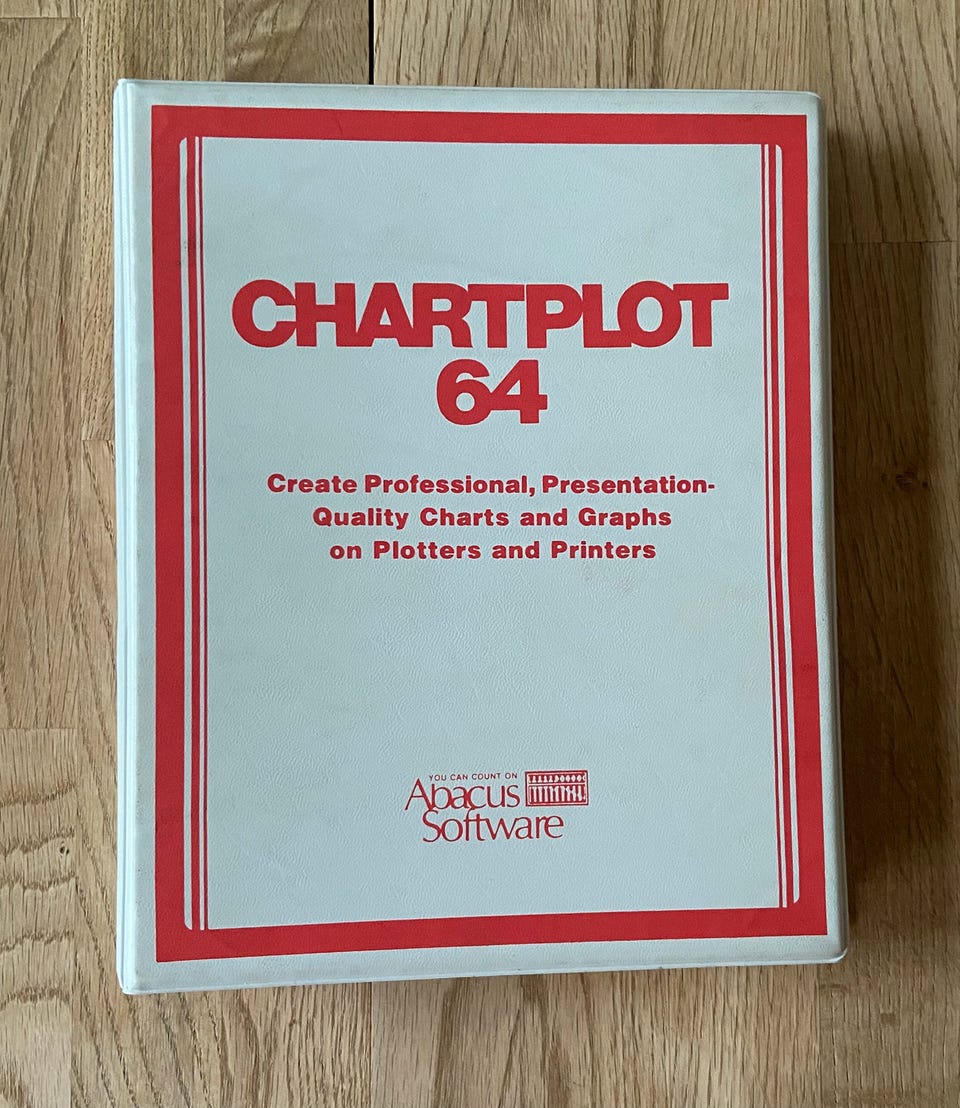 CHARTPLOT
64
Create Professional, Presentation-
Quality Charts and Graphs
on Plotters and Printers
YOU CAN COUNT ON
Abacus
Software